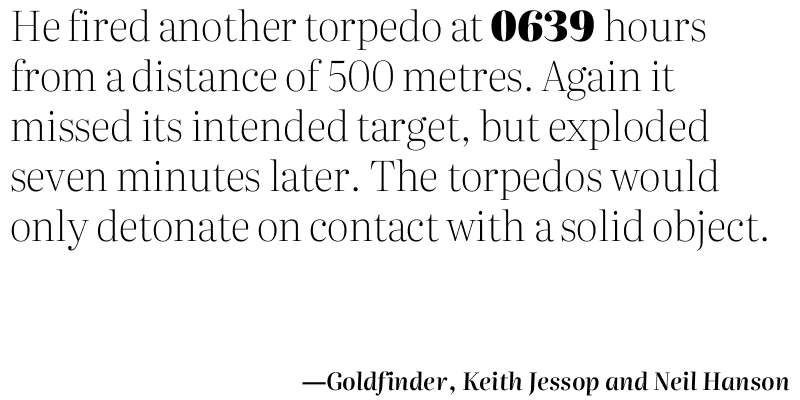 He fired another torpedo at 0639 hours
from a distance of 500 metres. Again it
missed its intended target, but exploded
seven minutes later. The torpedos would
only detonate on contact with a solid object.
—Goldfinder, Keith Jessop and Neil Hanson